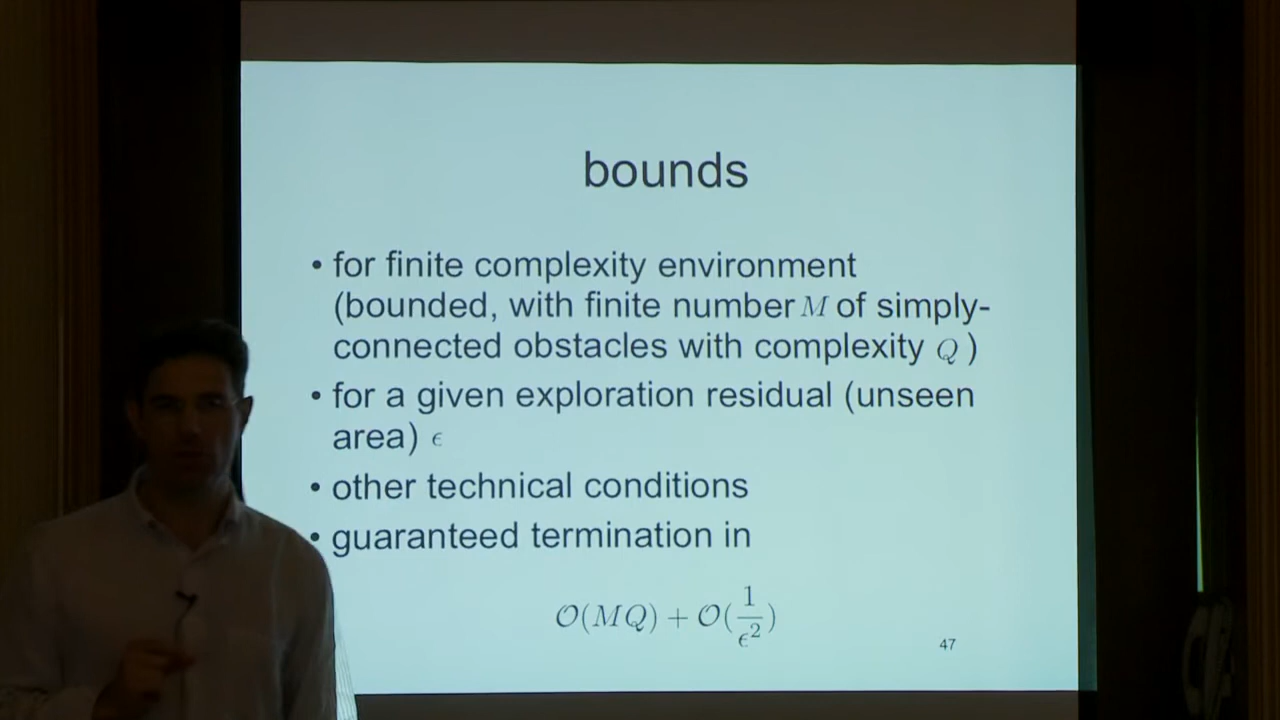 bounds
• for finite complexity environment
(bounded, with finite number M of simply-
connected obstacles with complexity Q )
• for a given exploration residual (unseen
area) ϵ
• other technical conditions
• guaranteed termination in
𝒪(MQ) + 𝒪(1/ϵ²)
47